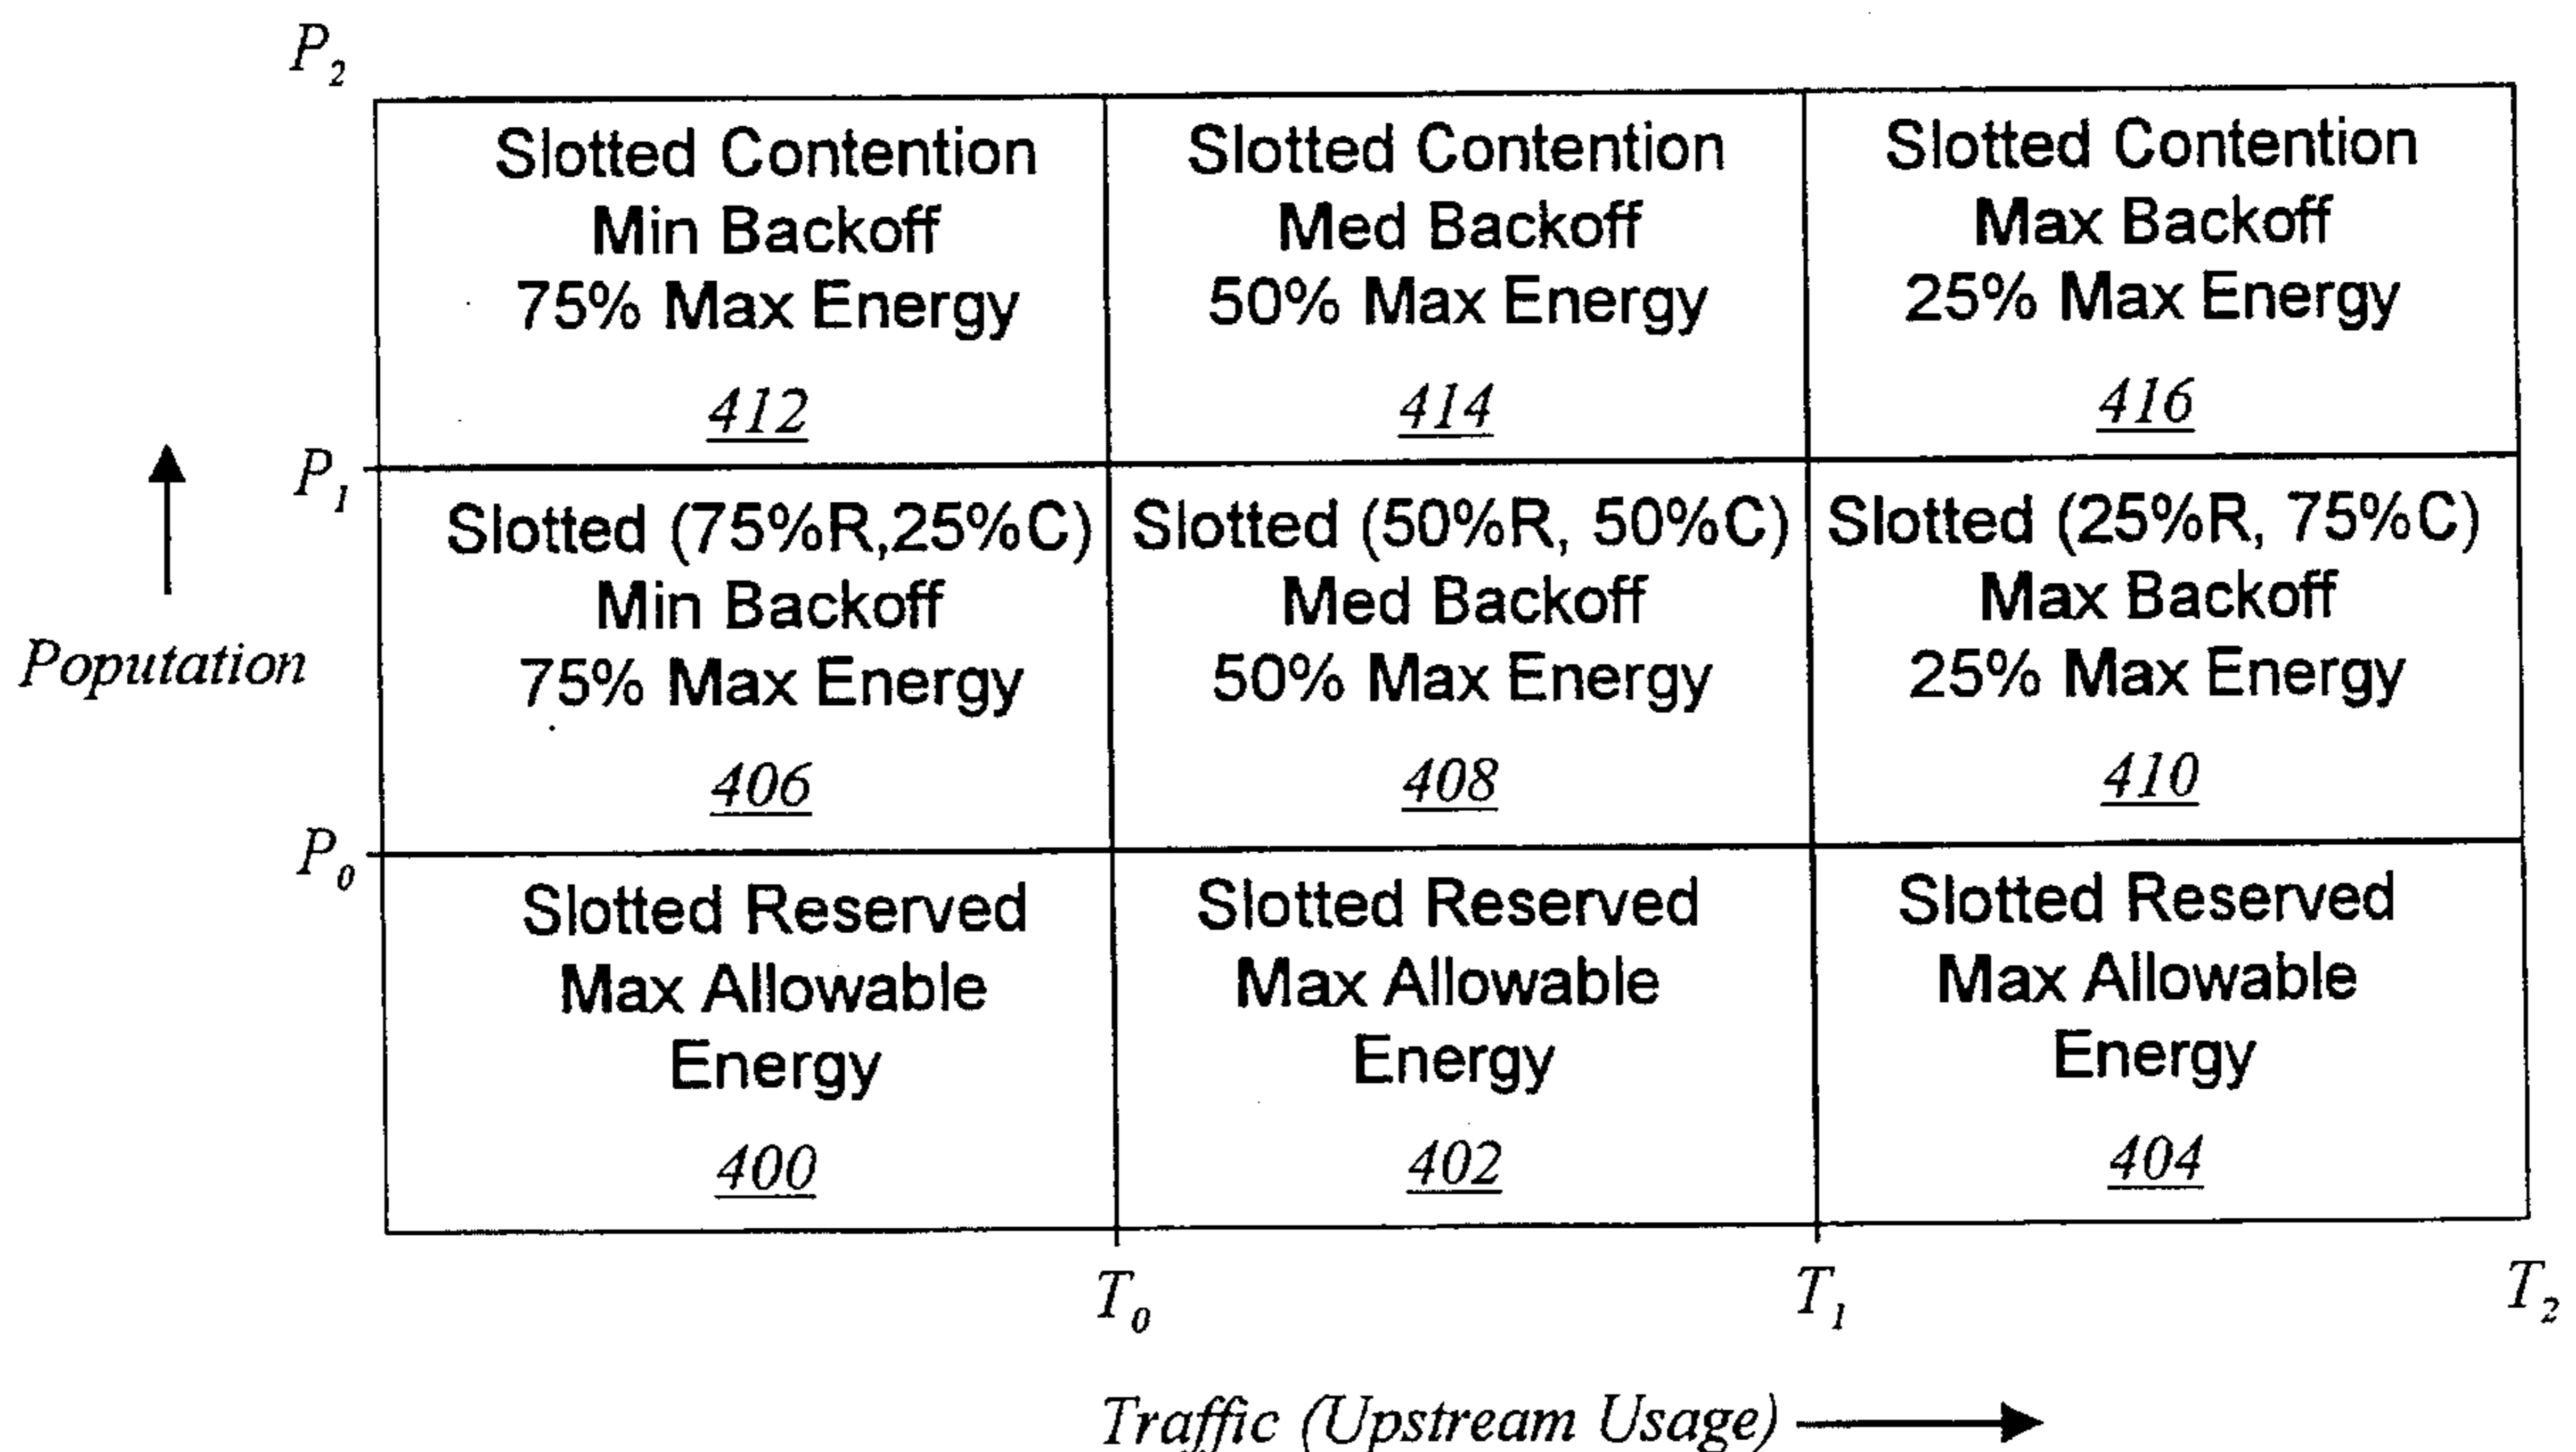 P2
Slotted Contention
Min Backoff
75% Max Energy
412
Slotted Contention
Med Backoff
50% Max Energy
414
Slotted Contention
Max Backoff
25% Max Energy
416
P1
Slotted (75%R,25%C)
Min Backoff
75% Max Energy
406
Slotted (50%R, 50%C)
Med Backoff
50% Max Energy
408
Slotted (25%R, 75%C)
Max Backoff
25% Max Energy
410
Poputation
P0
Slotted Reserved
Max Allowable
Energy
400
Slotted Reserved
Max Allowable
Energy
402
Slotted Reserved
Max Allowable
Energy
404
T0
T1
T2
Traffic (Upstream Usage)